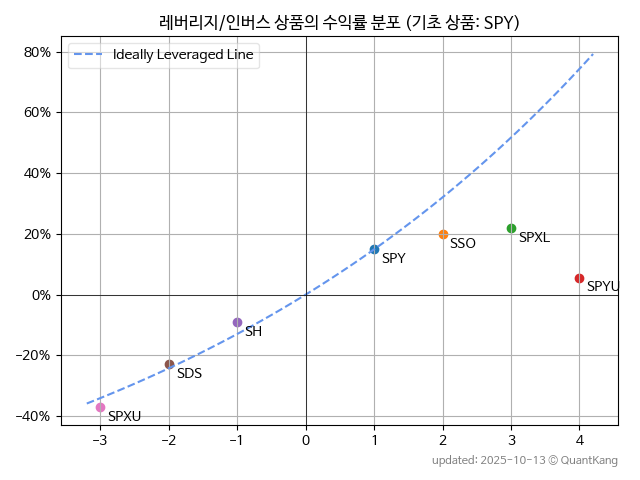 레버리지/인버스 상품의 수익률 분포 (기초 상품: SPY)
Ideally Leveraged Line
80%
60%
40%
20%
0%
−20%
−40%
SPY
SSO
SPXL
SPYU
SH
SDS
SPXU
−3 −2 −1 0 1 2 3 4
updated: 2025-10-13 © QuantKang